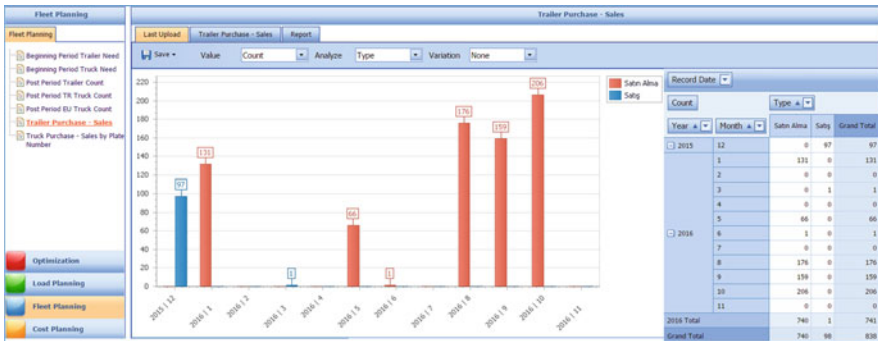 Fleet Planning
Trailer Purchase - Sales
Fleet Planning
Beginning Period Trailer Need
Beginning Period Truck Need
Post Period Trailer Count
Post Period TR Truck Count
Post Period EU Truck Count
Trailer Purchase - Sales
Truck Purchase - Sales by Plate
Number
Optimization
Load Planning
Fleet Planning
Cost Planning
Last Upload Trailer Purchase - Sales Report
Save Value Count Analyze Type Variation None
220
200
180
160
140
120
100
80
60
40
20
0
97
131
1
66
1
176
159
206
2015 | 12
2016 | 1
2016 | 2
2016 | 3
2016 | 4
2016 | 5
2016 | 6
2016 | 7
2016 | 8
2016 | 9
2016 | 10
2016 | 11
Satın Alma
Satış
Record Date
Count Type
Year Month Satın Alma Satış Grand Total
2015 12 0 97 97
1 131 0 131
2 0 0 0
3 0 1 1
4 0 0 0
5 66 0 66
2016 6 1 0 1
7 0 0 0
8 176 0 176
9 159 0 159
10 206 0 206
11 0 0 0
2016 Total 740 1 741
Grand Total 740 98 838